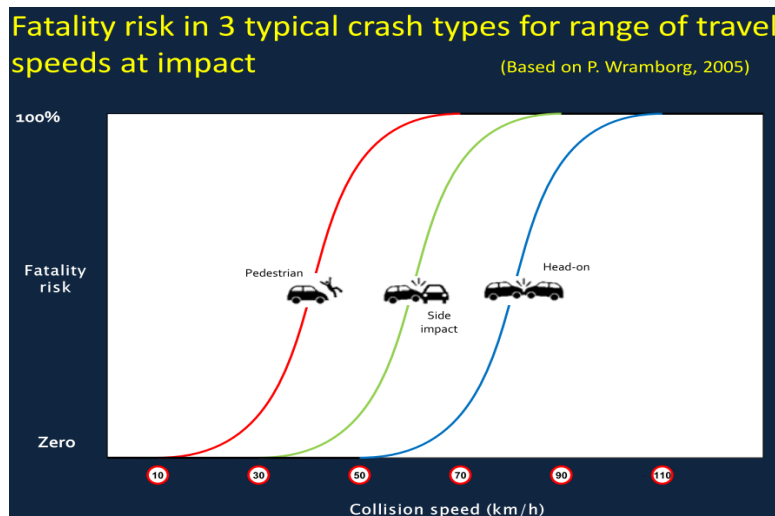 Fatality risk in 3 typical crash types for range of travel
speeds at impact
(Based on P. Wramborg, 2005)
100%
Pedestrian
Head-on
Fatality
risk
Side
impact
Zero
10 30 50 70 90 110
Collision speed (km/h)